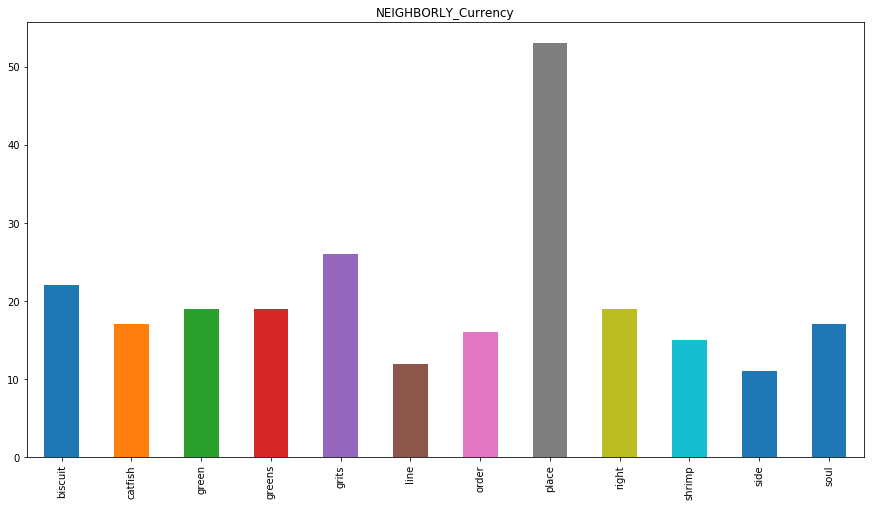 NEIGHBORLY_Currency
50
40
30
20
10
0
biscuit
catfish
green
greens
grits
line
order
place
right
shrimp
side
soul